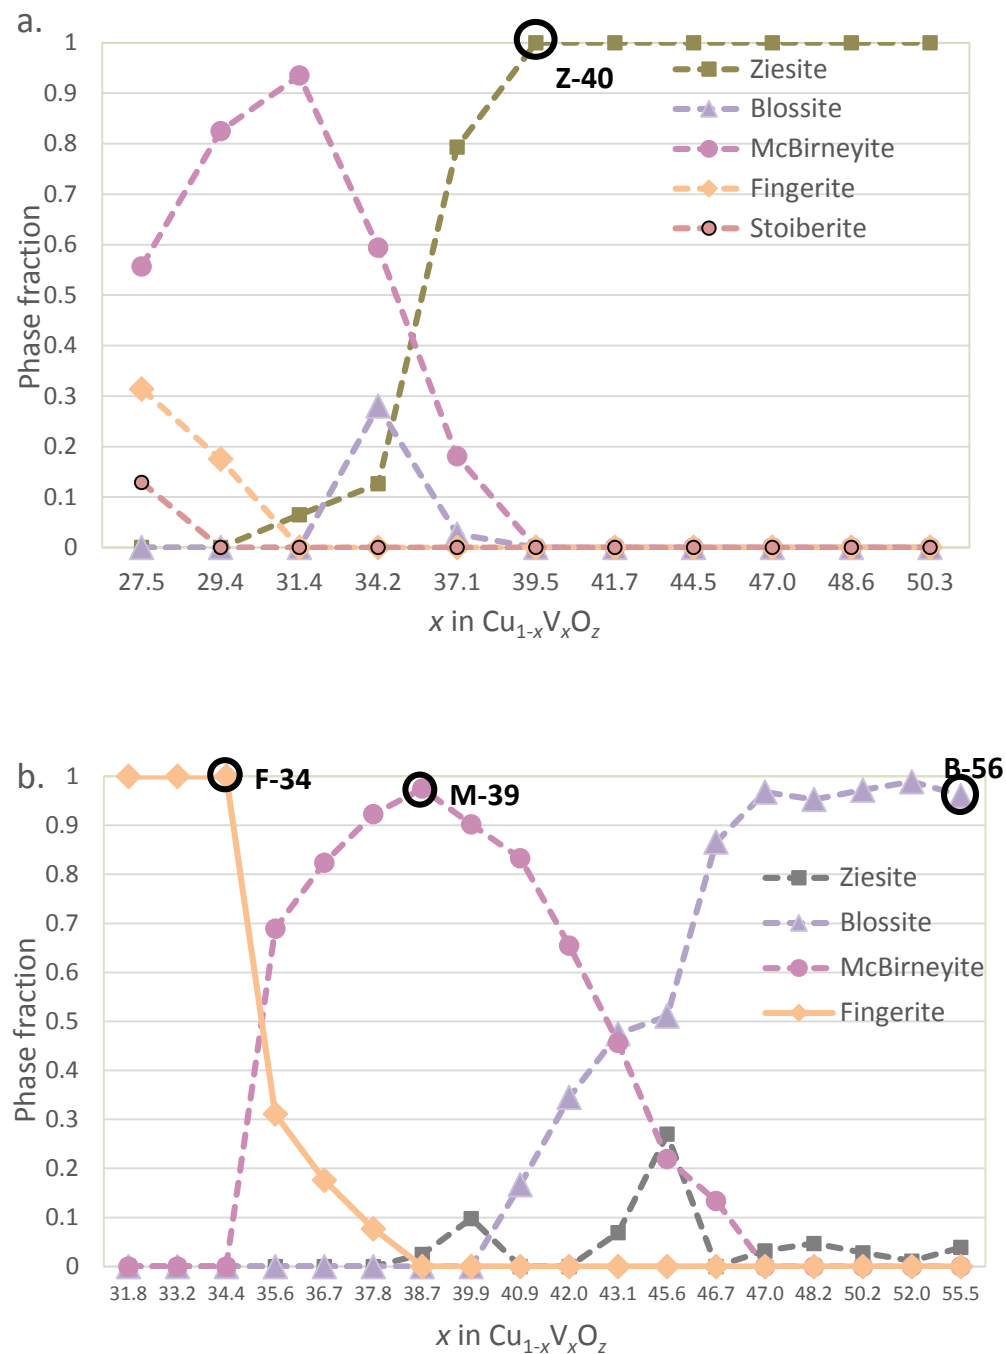 a.
1
0.9
0.8
0.7
0.6
0.5
0.4
0.3
0.2
0.1
0
Phase fraction
Z-40
Ziesite
Blossite
McBirneyite
Fingerite
Stoiberite
27.5 29.4 31.4 34.2 37.1 39.5 41.7 44.5 47.0 48.6 50.3
x in Cu₁₋ₓVₓO_z
b.
1
0.9
0.8
0.7
0.6
0.5
0.4
0.3
0.2
0.1
0
Phase fraction
F-34
M-39
B-56
Ziesite
Blossite
McBirneyite
Fingerite
31.8 33.2 34.4 35.6 36.7 37.8 38.7 39.9 40.9 42.0 43.1 45.6 46.7 47.0 48.2 50.2 52.0 55.5
x in Cu₁₋ₓVₓO_z